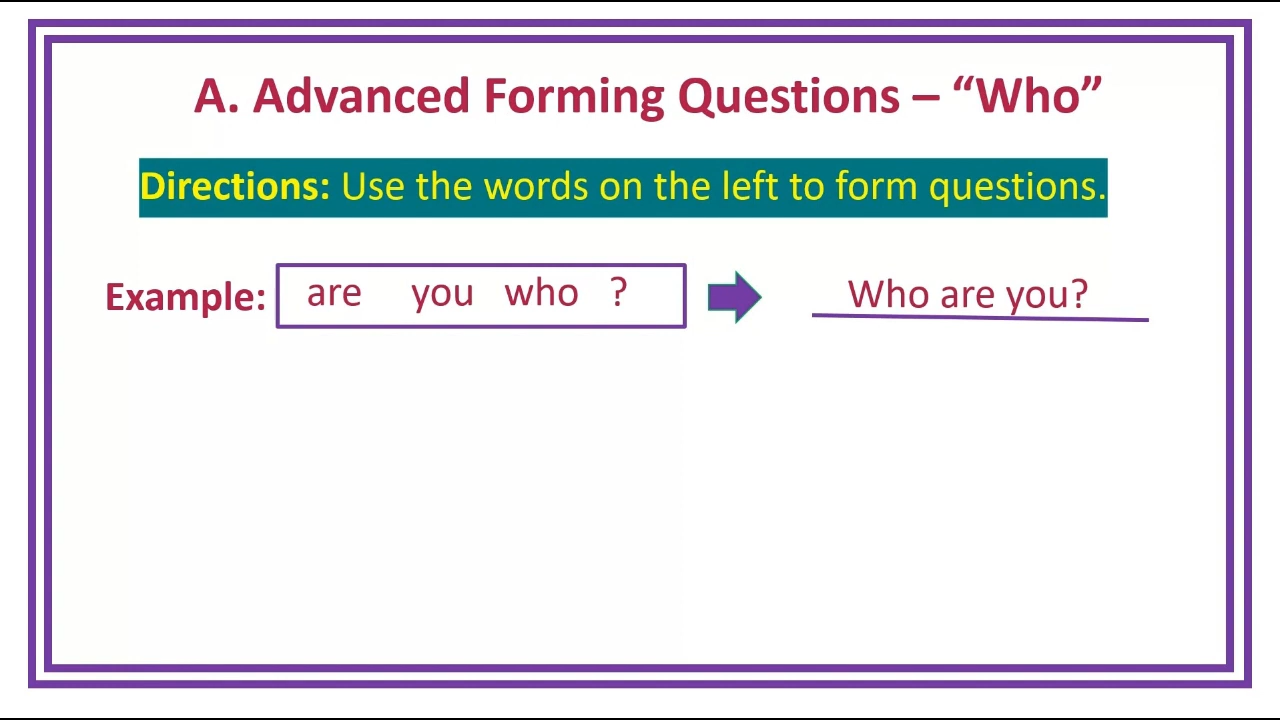 A. Advanced Forming Questions – “Who”
Directions: Use the words on the left to form questions.
Example: are you who ? Who are you?